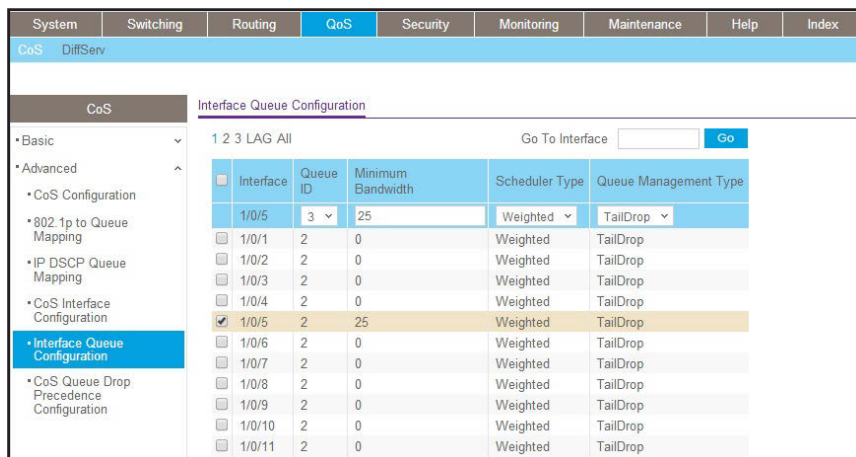 System Switching Routing QoS Security Monitoring Maintenance Help Index
CoS DiffServ
CoS
Basic
Advanced
CoS Configuration
802.1p to Queue
Mapping
IP DSCP Queue
Mapping
CoS Interface
Configuration
Interface Queue
Configuration
CoS Queue Drop
Precedence
Configuration
Interface Queue Configuration
1 2 3 LAG All Go To Interface Go
Interface Queue ID Minimum Bandwidth Scheduler Type Queue Management Type
1/0/5 3 25 Weighted TailDrop
1/0/1 2 0 Weighted TailDrop
1/0/2 2 0 Weighted TailDrop
1/0/3 2 0 Weighted TailDrop
1/0/4 2 0 Weighted TailDrop
1/0/5 2 25 Weighted TailDrop
1/0/6 2 0 Weighted TailDrop
1/0/7 2 0 Weighted TailDrop
1/0/8 2 0 Weighted TailDrop
1/0/9 2 0 Weighted TailDrop
1/0/10 2 0 Weighted TailDrop
1/0/11 2 0 Weighted TailDrop